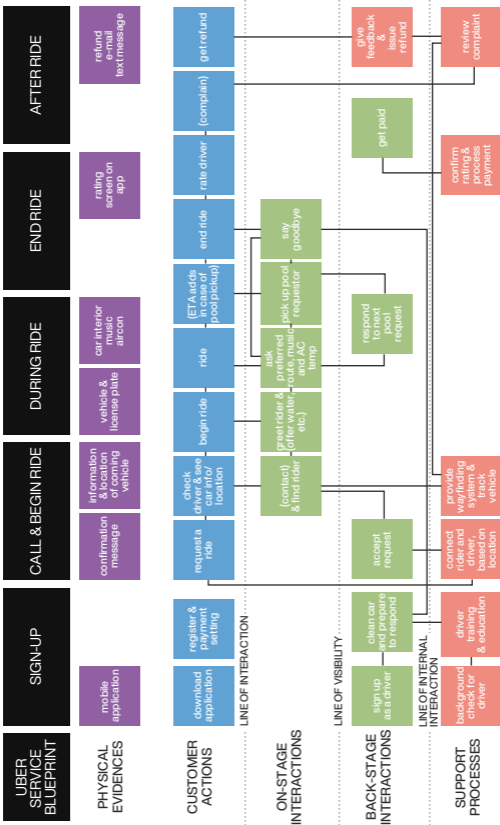 UBER
SERVICE
BLUEPRINT
SIGN-UP
CALL & BEGIN RIDE
DURING RIDE
END RIDE
AFTER RIDE
PHYSICAL
EVIDENCES
mobile
application
confirmation
message
information
& location
of coming
vehicle
vehicle &
license plate
car interior
music
aircon
rating
screen on
app
refund
e-mail
text message
CUSTOMER
ACTIONS
download
application
register &
payment
setting
request a
ride
check
driver & see
car info/
location
begin ride
ride
(ETA adds
in case of
pool pickup)
end ride
rate driver
(complain)
get refund
LINE OF INTERACTION
ON-STAGE
INTERACTIONS
(contact)
& find rider
greet rider &
(offer water,
etc.)
ask
preferred
route, music
and AC
temp
pick up pool
requestor
say
goodbye
LINE OF VISIBILITY
BACK-STAGE
INTERACTIONS
sign up
as a driver
clean car
and prepare
to respond
accept
request
respond
to next
pool
request
get paid
give
feedback
&
issue
refund
LINE OF INTERNAL
INTERACTION
SUPPORT
PROCESSES
background
check for
driver
driver
training
& education
connect
rider and
driver,
based on
location
provide
wayfinding
system &
track
vehicle
confirm
rating &
process
payment
review
complaint